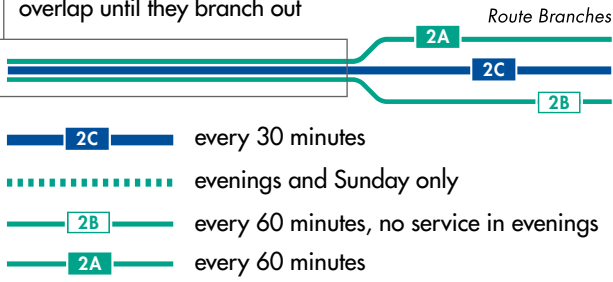 overlap until they branch out
Route Branches
2A
2C
2B
2C every 30 minutes
evenings and Sunday only
2B every 60 minutes, no service in evenings
2A every 60 minutes